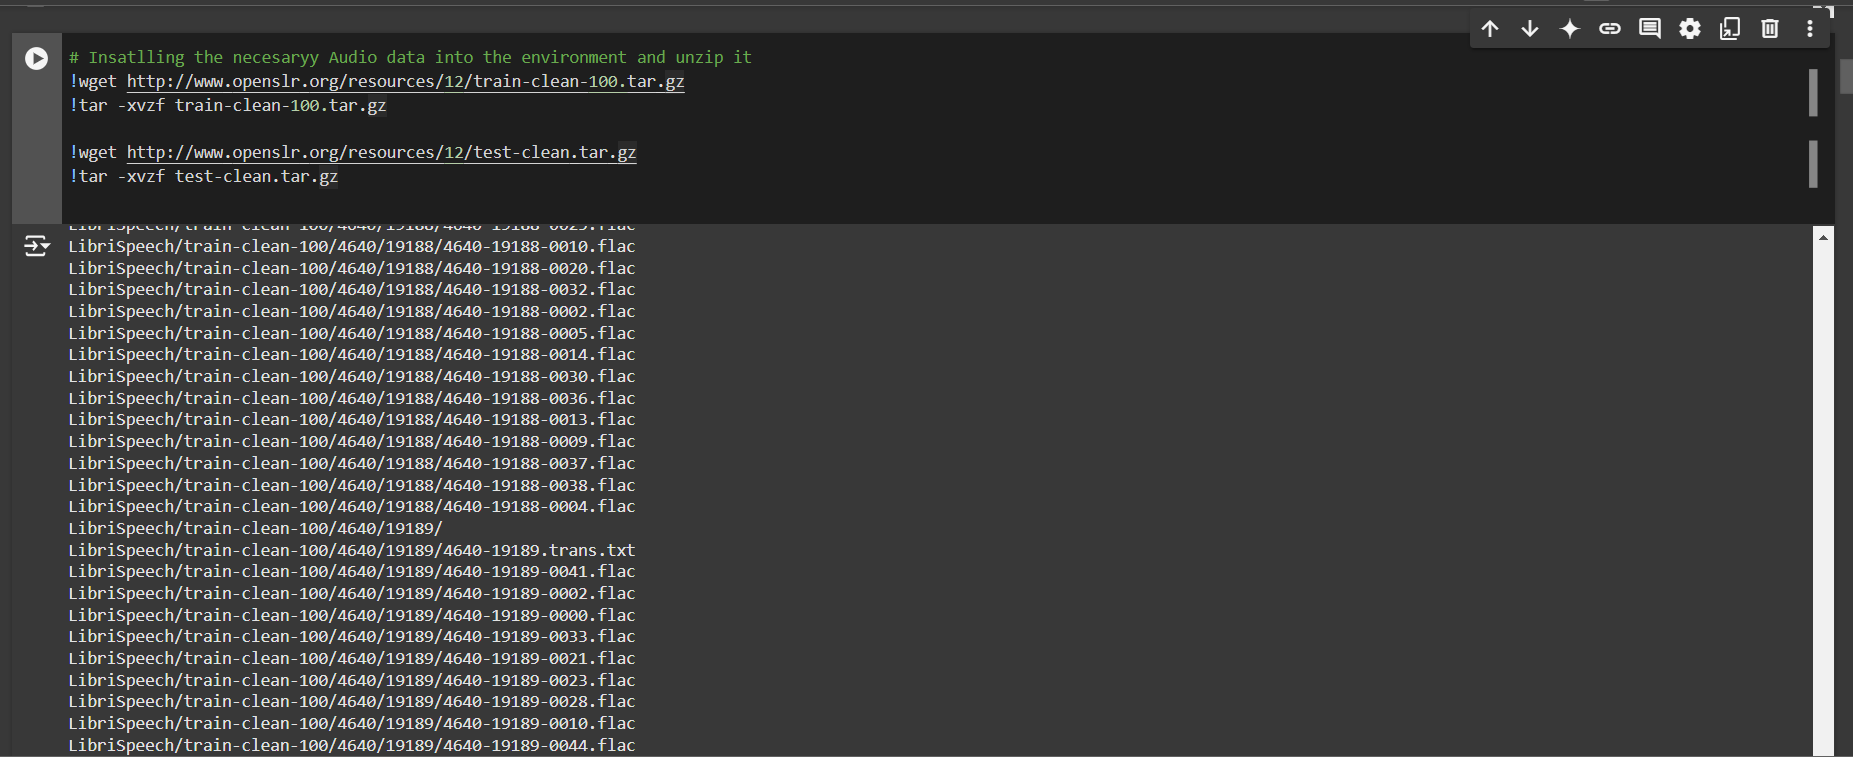 # Insatlling the necesaryy Audio data into the environment and unzip it
!wget http://www.openslr.org/resources/12/train-clean-100.tar.gz
!tar -xvzf train-clean-100.tar.gz
!wget http://www.openslr.org/resources/12/test-clean.tar.gz
!tar -xvzf test-clean.tar.gz
LibriSpeech/train-clean-100/4640/19188/4640-19188-0029.flac
LibriSpeech/train-clean-100/4640/19188/4640-19188-0010.flac
LibriSpeech/train-clean-100/4640/19188/4640-19188-0020.flac
LibriSpeech/train-clean-100/4640/19188/4640-19188-0032.flac
LibriSpeech/train-clean-100/4640/19188/4640-19188-0002.flac
LibriSpeech/train-clean-100/4640/19188/4640-19188-0005.flac
LibriSpeech/train-clean-100/4640/19188/4640-19188-0014.flac
LibriSpeech/train-clean-100/4640/19188/4640-19188-0030.flac
LibriSpeech/train-clean-100/4640/19188/4640-19188-0036.flac
LibriSpeech/train-clean-100/4640/19188/4640-19188-0013.flac
LibriSpeech/train-clean-100/4640/19188/4640-19188-0009.flac
LibriSpeech/train-clean-100/4640/19188/4640-19188-0037.flac
LibriSpeech/train-clean-100/4640/19188/4640-19188-0038.flac
LibriSpeech/train-clean-100/4640/19188/4640-19188-0004.flac
LibriSpeech/train-clean-100/4640/19189/
LibriSpeech/train-clean-100/4640/19189/4640-19189.trans.txt
LibriSpeech/train-clean-100/4640/19189/4640-19189-0041.flac
LibriSpeech/train-clean-100/4640/19189/4640-19189-0002.flac
LibriSpeech/train-clean-100/4640/19189/4640-19189-0000.flac
LibriSpeech/train-clean-100/4640/19189/4640-19189-0033.flac
LibriSpeech/train-clean-100/4640/19189/4640-19189-0021.flac
LibriSpeech/train-clean-100/4640/19189/4640-19189-0023.flac
LibriSpeech/train-clean-100/4640/19189/4640-19189-0028.flac
LibriSpeech/train-clean-100/4640/19189/4640-19189-0010.flac
LibriSpeech/train-clean-100/4640/19189/4640-19189-0044.flac